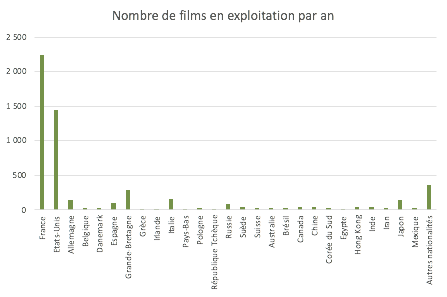 Nombre de films en exploitation par an
2 500
2 000
1 500
1 000
500
0
France
Etats-Unis
Allemagne
Belgique
Danemark
Espagne
Grande-Bretagne
Grèce
Irlande
Italie
Pays-Bas
Pologne
République Tchèque
Russie
Suède
Suisse
Australie
Brésil
Canada
Chine
Corée du Sud
Egypte
Hong Kong
Inde
Iran
Japon
Mexique
Autres nationalités